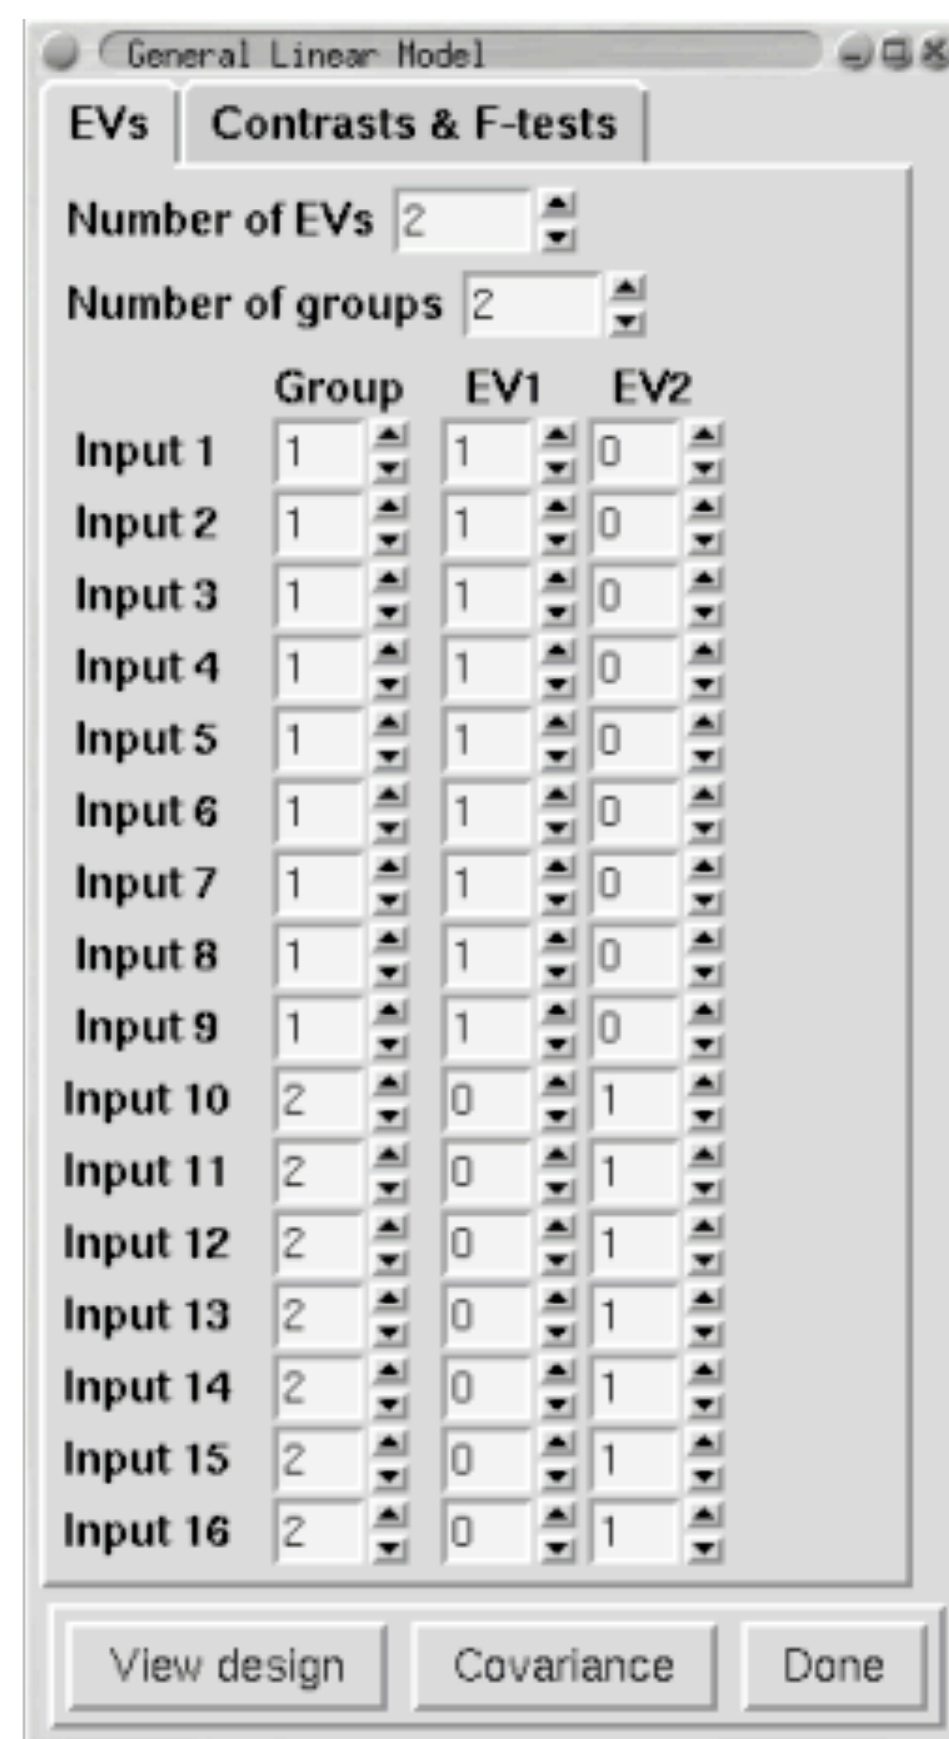 General Linear Model
EVs Contrasts & F-tests
Number of EVs 2
Number of groups 2
Group EV1 EV2
Input 1 1 1 0
Input 2 1 1 0
Input 3 1 1 0
Input 4 1 1 0
Input 5 1 1 0
Input 6 1 1 0
Input 7 1 1 0
Input 8 1 1 0
Input 9 1 1 0
Input 10 2 0 1
Input 11 2 0 1
Input 12 2 0 1
Input 13 2 0 1
Input 14 2 0 1
Input 15 2 0 1
Input 16 2 0 1
View design Covariance Done